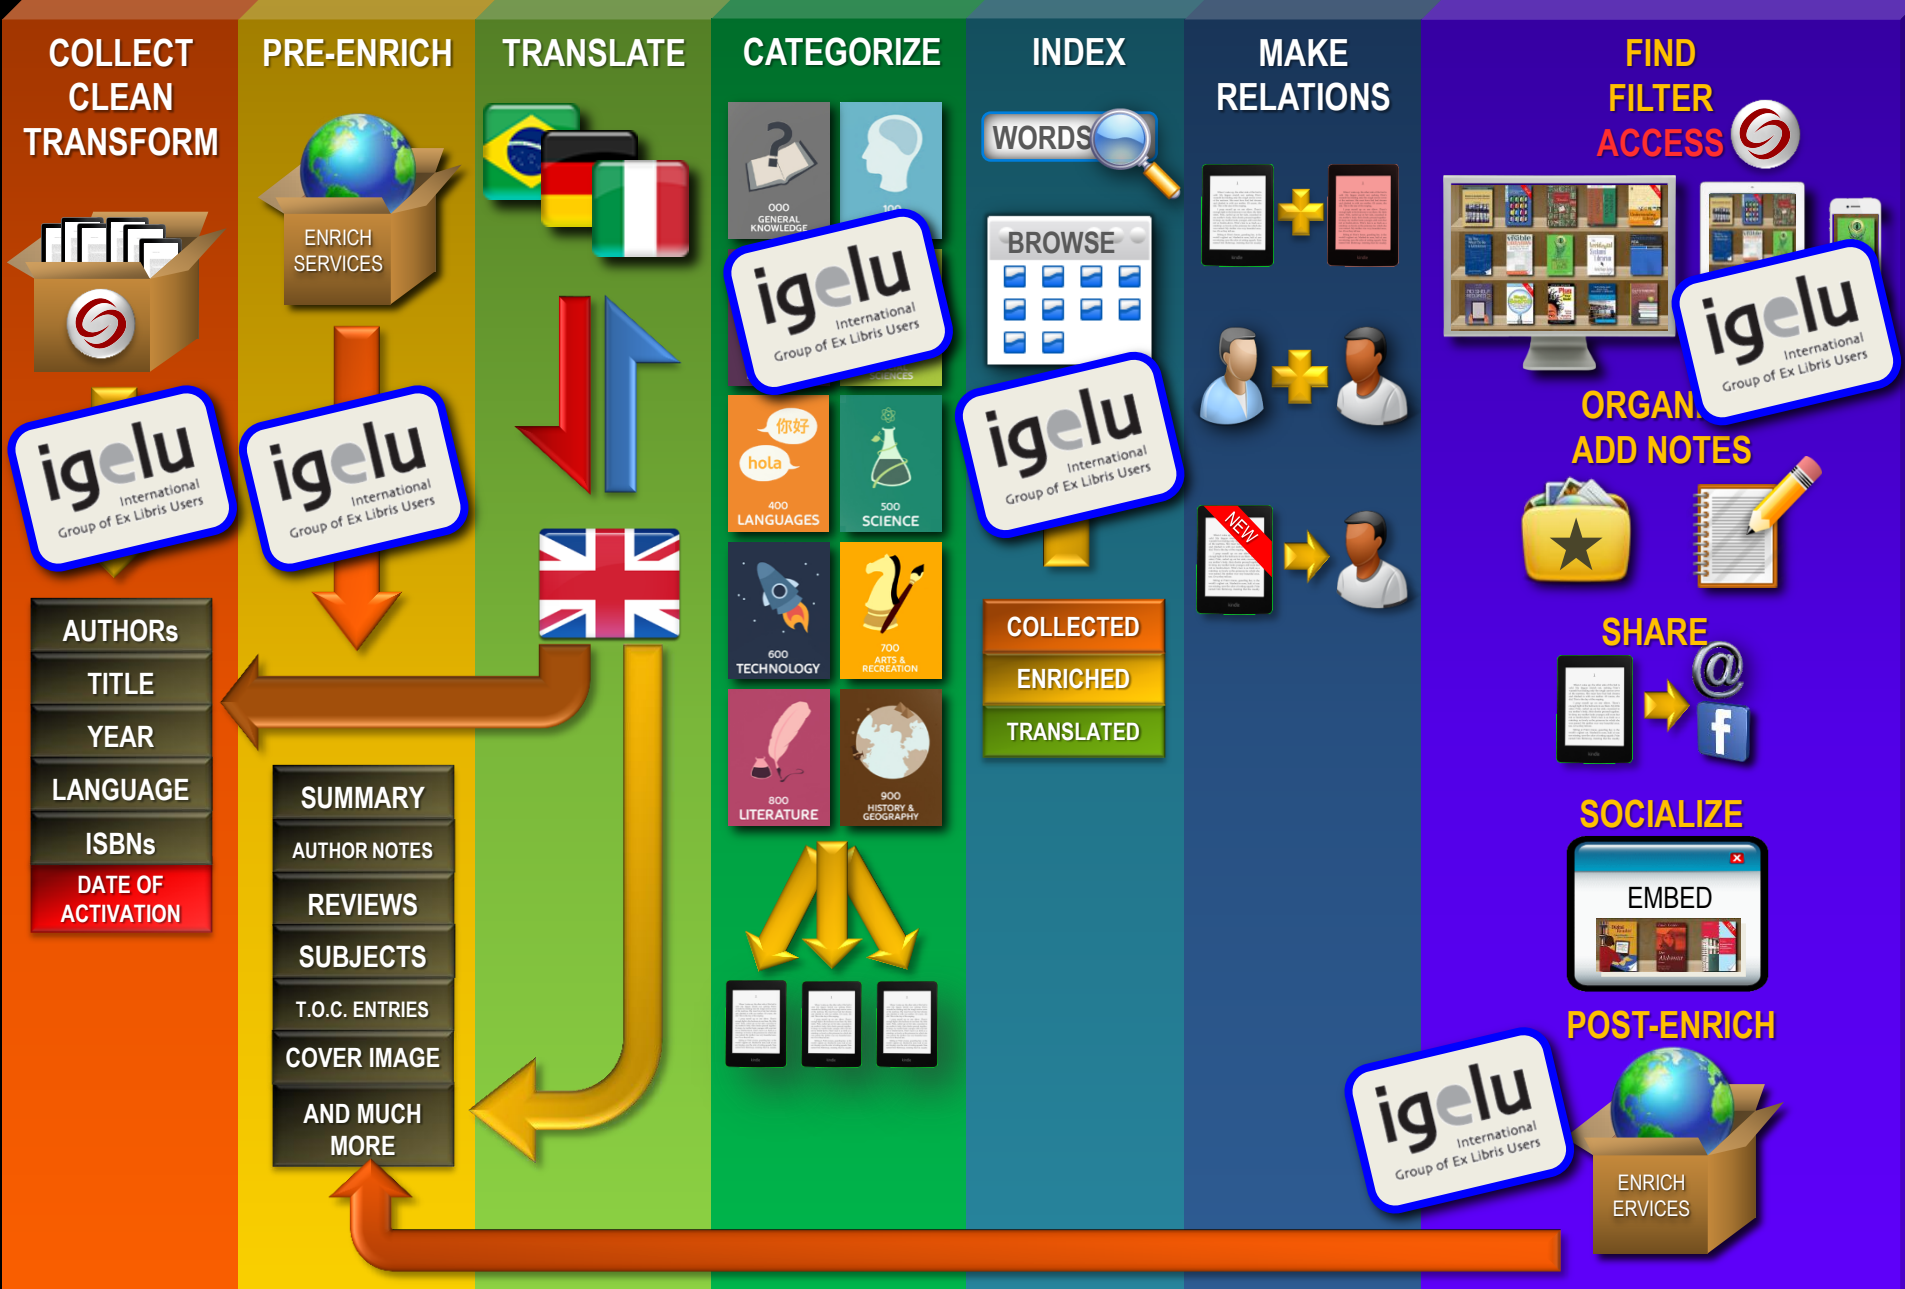 COLLECT
CLEAN
TRANSFORM
igelu
International
Group of Ex Libris Users
AUTHORs
TITLE
YEAR
LANGUAGE
ISBNs
DATE OF
ACTIVATION
PRE-ENRICH
ENRICH
SERVICES
igelu
International
Group of Ex Libris Users
SUMMARY
AUTHOR NOTES
REVIEWS
SUBJECTS
T.O.C. ENTRIES
COVER IMAGE
AND MUCH
MORE
TRANSLATE
CATEGORIZE
000
GENERAL
KNOWLEDGE
100
igelu
International
Group of Ex Libris Users
SCIENCES
你好
hola
400
LANGUAGES
500
SCIENCE
600
TECHNOLOGY
700
ARTS &
RECREATION
800
LITERATURE
900
HISTORY &
GEOGRAPHY
INDEX
WORDS
BROWSE
igelu
International
Group of Ex Libris Users
COLLECTED
ENRICHED
TRANSLATED
MAKE
RELATIONS
NEW
FIND
FILTER
ACCESS
igelu
International
Group of Ex Libris Users
ORGANI
ADD NOTES
SHARE
@
f
SOCIALIZE
EMBED
POST-ENRICH
igelu
International
Group of Ex Libris Users
ENRICH
ERVICES